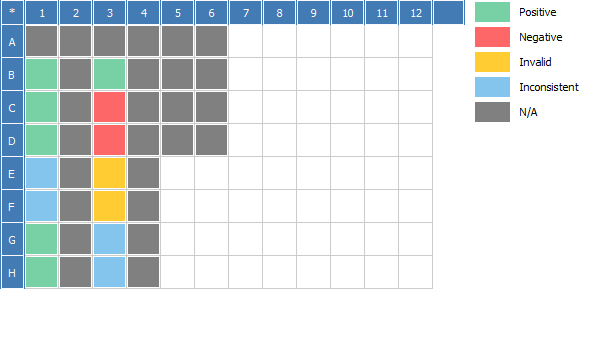 * 1 2 3 4 5 6 7 8 9 10 11 12
A
B
C
D
E
F
G
H
Positive
Negative
Invalid
Inconsistent
N/A